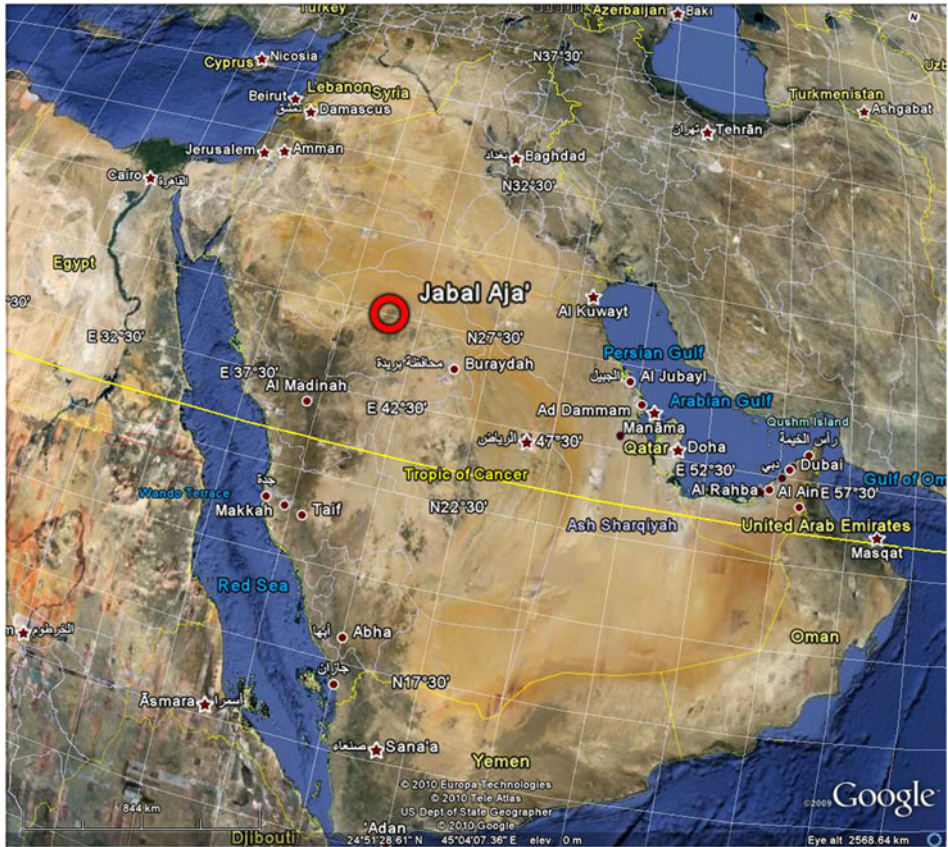 Turkey
Azerbaijan
Baki
N
Cyprus
Nicosia
N37°30'
Uzb
Beirut
Lebanon
Syria
دمشق
Damascus
Turkmenistan
Ashgabat
تهران
Tehrān
Jerusalem
Amman
بغداد
Baghdad
Cairo
القاهرة
N32°30'
Egypt
°30'
Jabal Aja'
Al Kuwayt
E 32°30'
N27°30'
Persian Gulf
محافظة بريدة
Buraydah
E 37°30'
الجبيل
Al Jubayl
Al Madinah
E 42°30'
Ad Dammam
Arabian Gulf
Manāma
Qushm Island
رأس الخيمة
الرياض
47°30'
Qatar
Doha
دبي
Dubai
Tropic of Cancer
E 52°30'
Gulf of Om
جدة
Wando Terrace
Al Rahba
Al Ain
E 57°30'
Makkah
Taif
N22°30'
Ash Sharqiyah
United Arab Emirates
Masqat
Red Sea
m
الخرطوم
أبها
Abha
Oman
جازان
N17°30'
Āsmara
أسمرا
صنعاء
Sana'a
Yemen
© 2010 Europa Technologies
© 2010 Tele Atlas
US Dept of State Geographer
© 2010 Google
©2009 Google
844 km
Djibouti
'Adan
24°51'28.61" N 45°04'07.36" E elev 0 m
Eye alt 2568.64 km